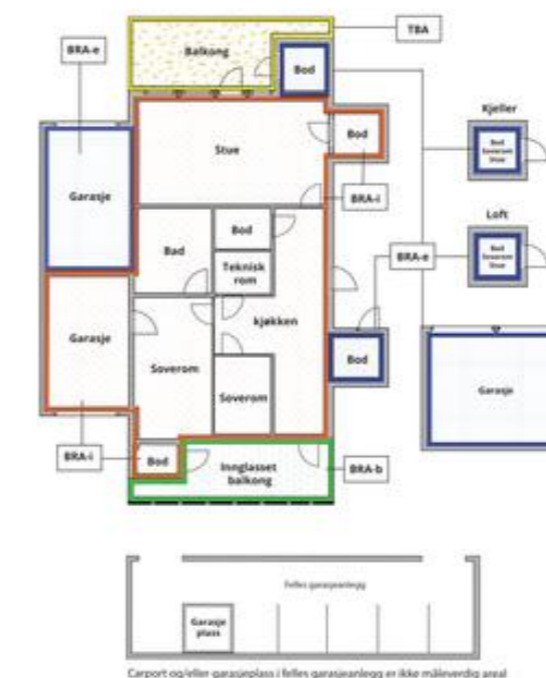 TBA
Balkong
BRA-e
Bod
Kjeller
Bod
Soverom
Stue
Bod
Stue
Garasje
BRA-i
Loft
Bod
Bad
Bod
Soverom
Stue
BRA-e
Teknisk
rom
kjøkken
Garasje
Bod
Soverom
Garasje
Soverom
BRA-i
Bod
Innglasset
balkong
BRA-b
Felles garasjeanlegg
Garasje
plass
Carport og/eller garasjeplass i felles garasjeanlegg er ikke måleverdig areal